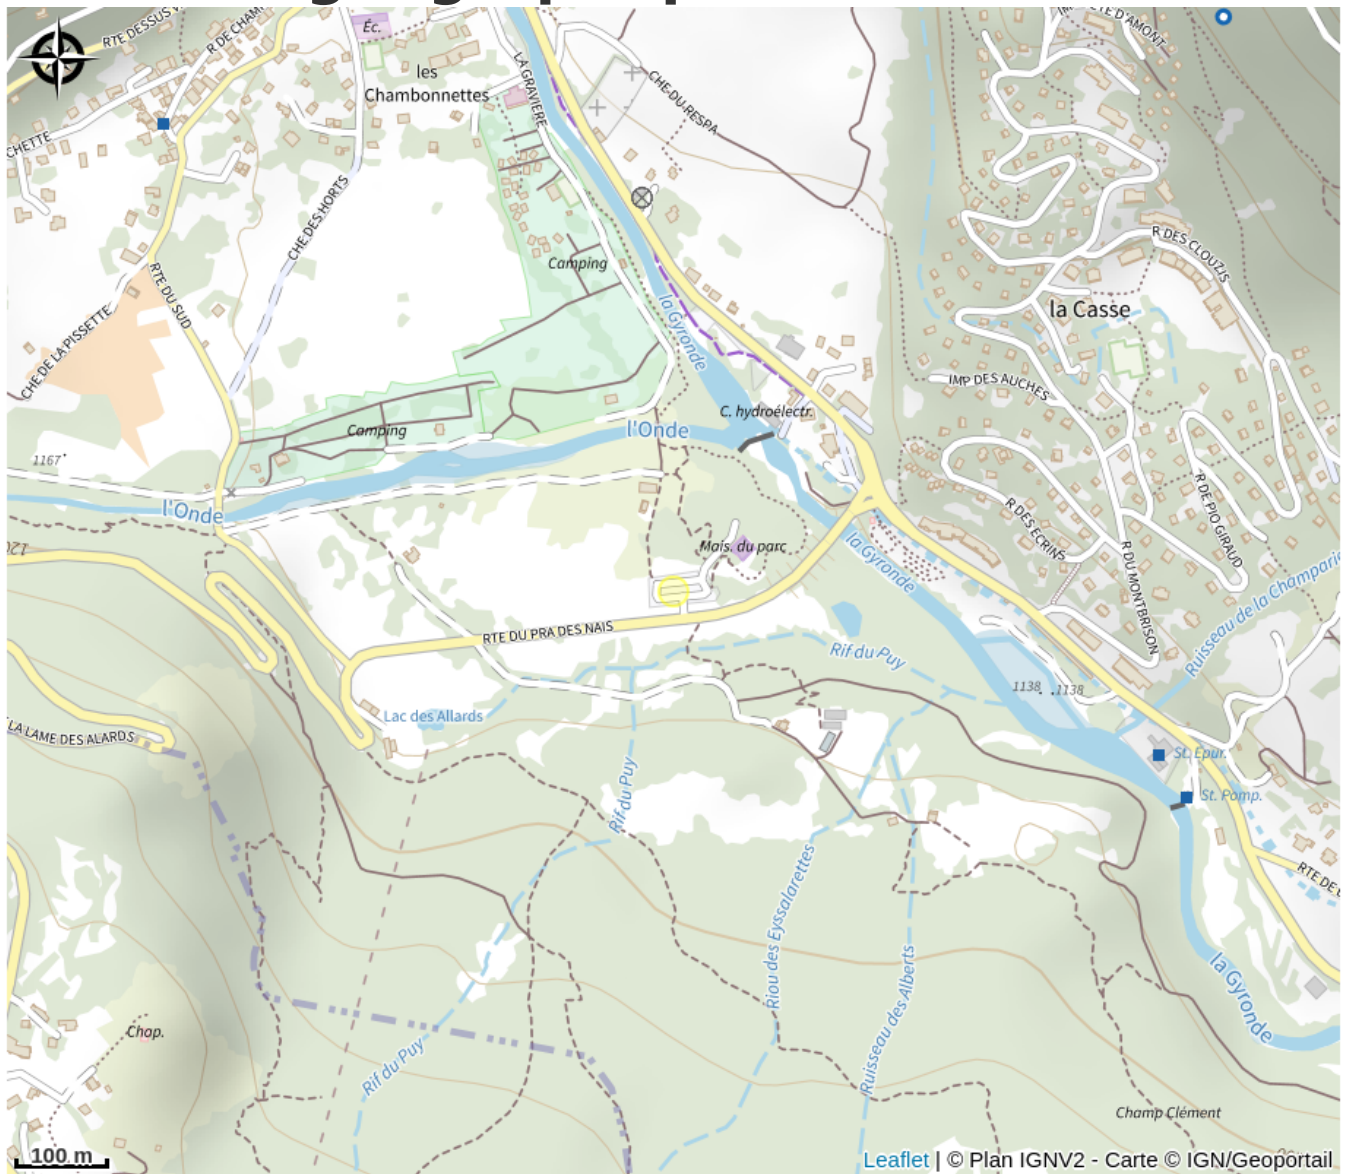 RTE DESSUS
R DE CHAM
Éc.
les
Chambonnettes
LA GRAVIERE
CHE DU RESPA
D'AMONT
CHETTE
CHE DES HORTS
R DES CLOUZIS
Camping
RTE DU SUD
la Gyronde
la Casse
CHE DE LA PISSETTE
IMP DES AUCHES
C. hydroélectr.
Camping
l'Onde
1167
R DE PIO GIRAUD
l'Onde
R DES ECRINS
Mais. du parc
la Gyronde
R DU MONTBRISON
Ruisseau de la Champari
RTE DU PRA DES NAIS
Rif du Puy
1138
1138
Lac des Allards
LA LAME DES ALARDS
St. Epur.
Rif du Puy
St. Pomp.
RTE DE
Riou des Eyssalarettes
Ruisseau des Alberts
la Gyronde
Chap.
Rif du Puy
Champ Clément
100 m
Leaflet | © Plan IGNV2 - Carte © IGN/Geoportail